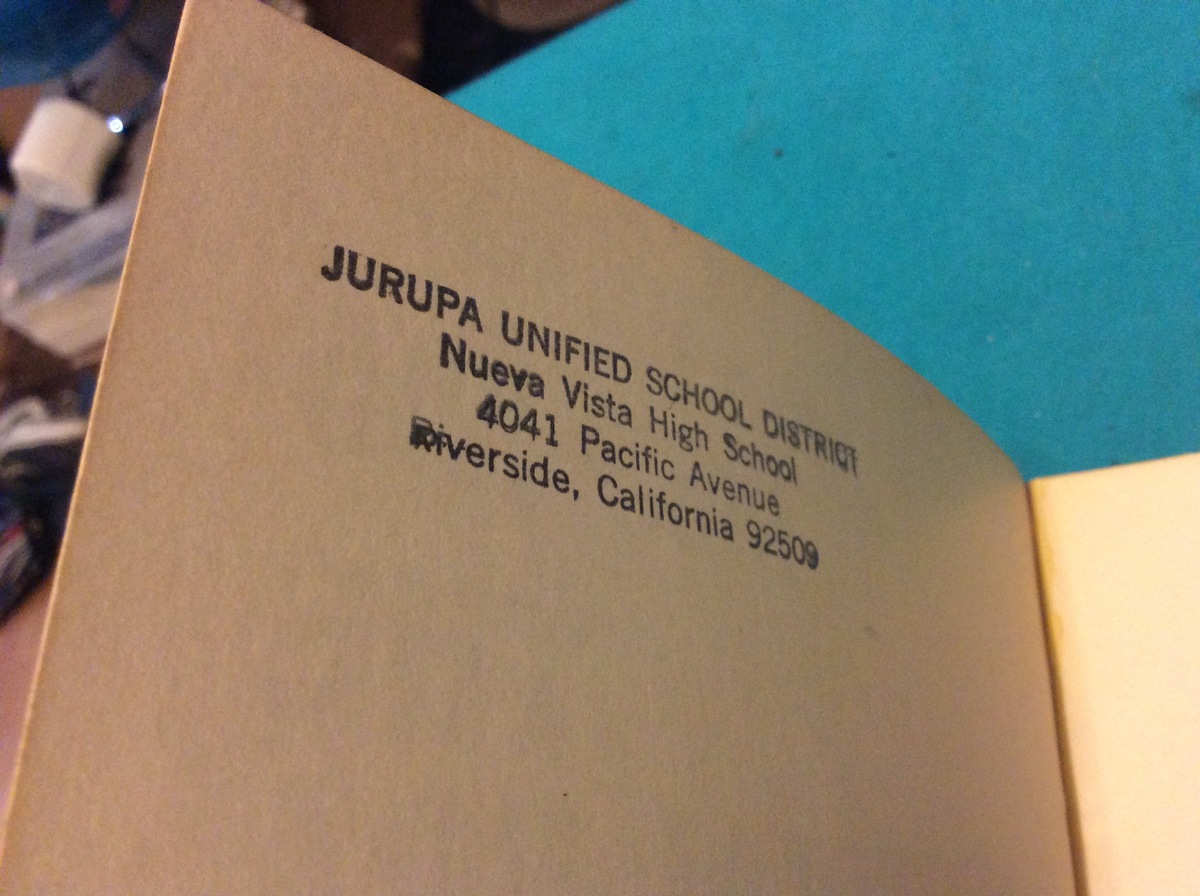 JURUPA UNIFIED SCHOOL DISTRICT
Nueva Vista High School
4041 Pacific Avenue
Riverside, California 92509